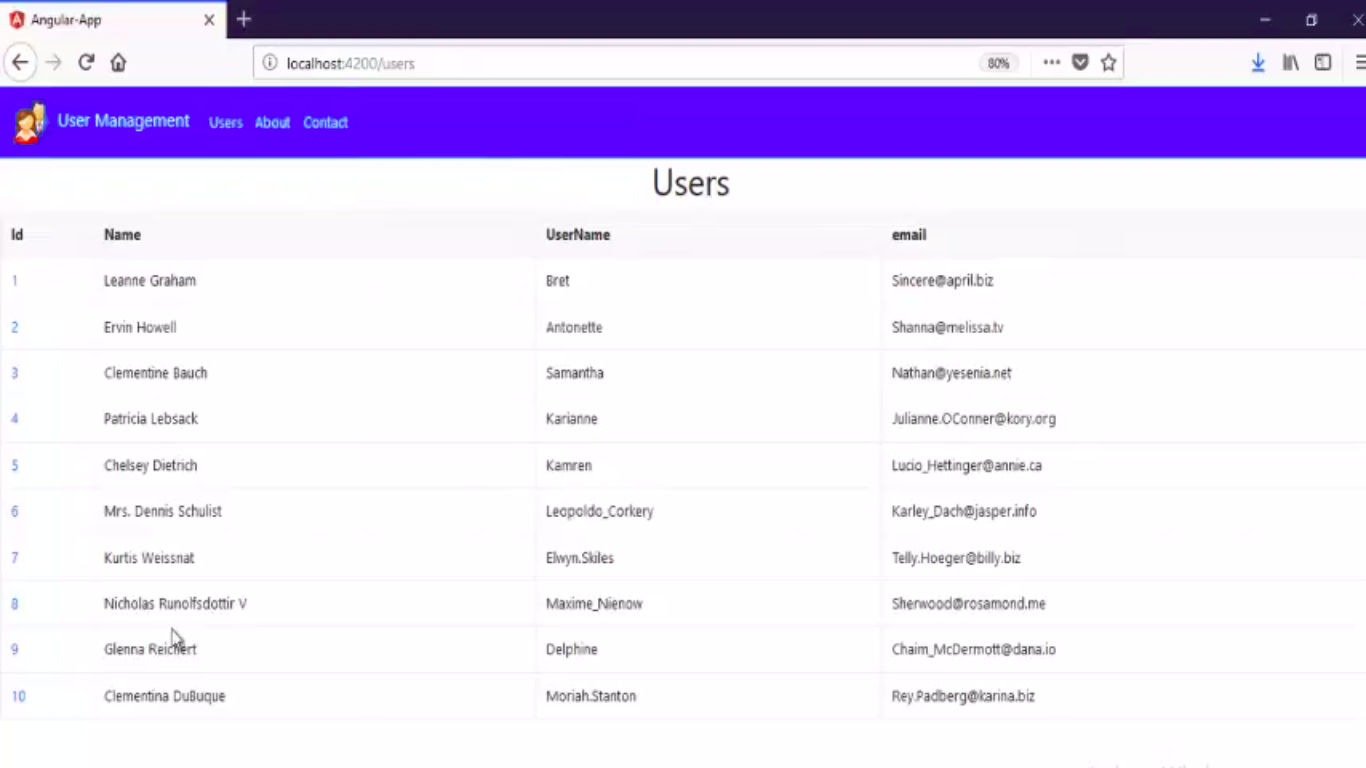 Angular-App
localhost:4200/users 80%
User Management Users About Contact
Users
Id Name UserName email
1 Leanne Graham Bret Sincere@april.biz
2 Ervin Howell Antonette Shanna@melissa.tv
3 Clementine Bauch Samantha Nathan@yesenia.net
4 Patricia Lebsack Karianne Julianne.OConner@kory.org
5 Chelsey Dietrich Kamren Lucio_Hettinger@annie.ca
6 Mrs. Dennis Schulist Leopoldo_Corkery Karley_Dach@jasper.info
7 Kurtis Weissnat Elwyn.Skiles Telly.Hoeger@billy.biz
8 Nicholas Runolfsdottir V Maxime_Nienow Sherwood@rosamond.me
9 Glenna Reichert Delphine Chaim_McDermott@dana.io
10 Clementina DuBuque Moriah.Stanton Rey.Padberg@karina.biz